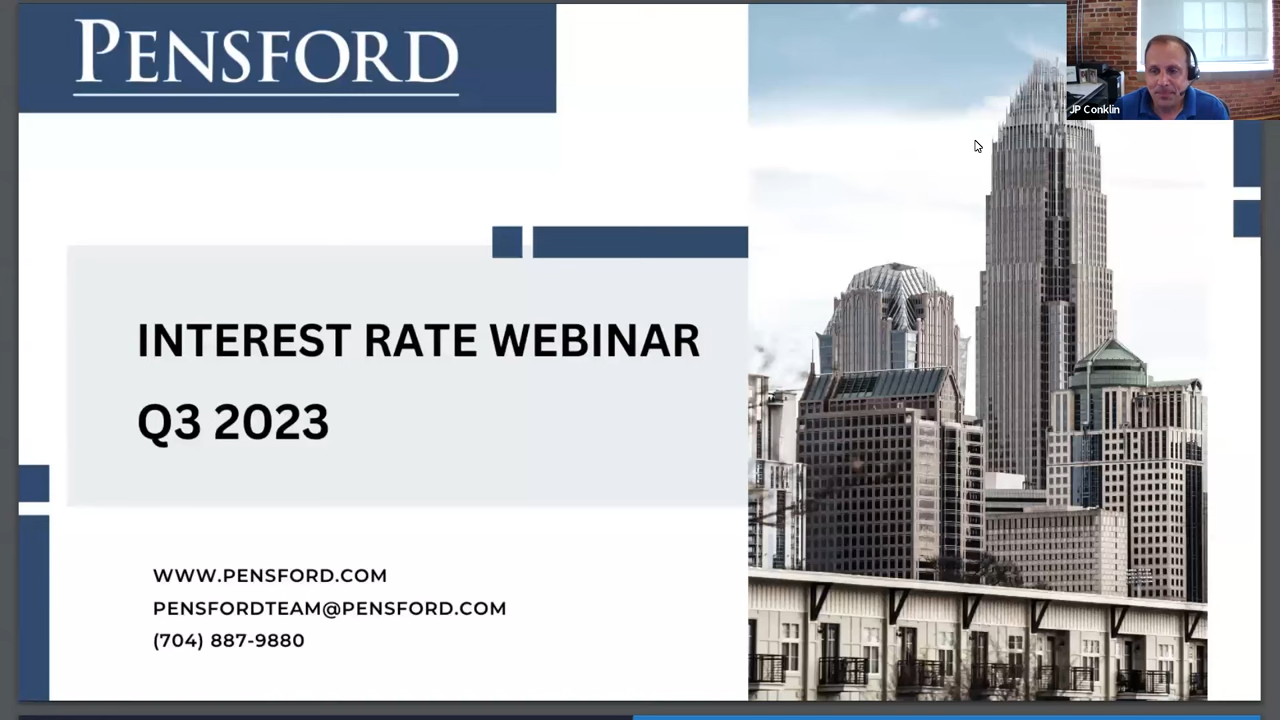 PENSFORD
JP Conklin
INTEREST RATE WEBINAR
Q3 2023
WWW.PENSFORD.COM
PENSFORDTEAM@PENSFORD.COM
(704) 887-9880